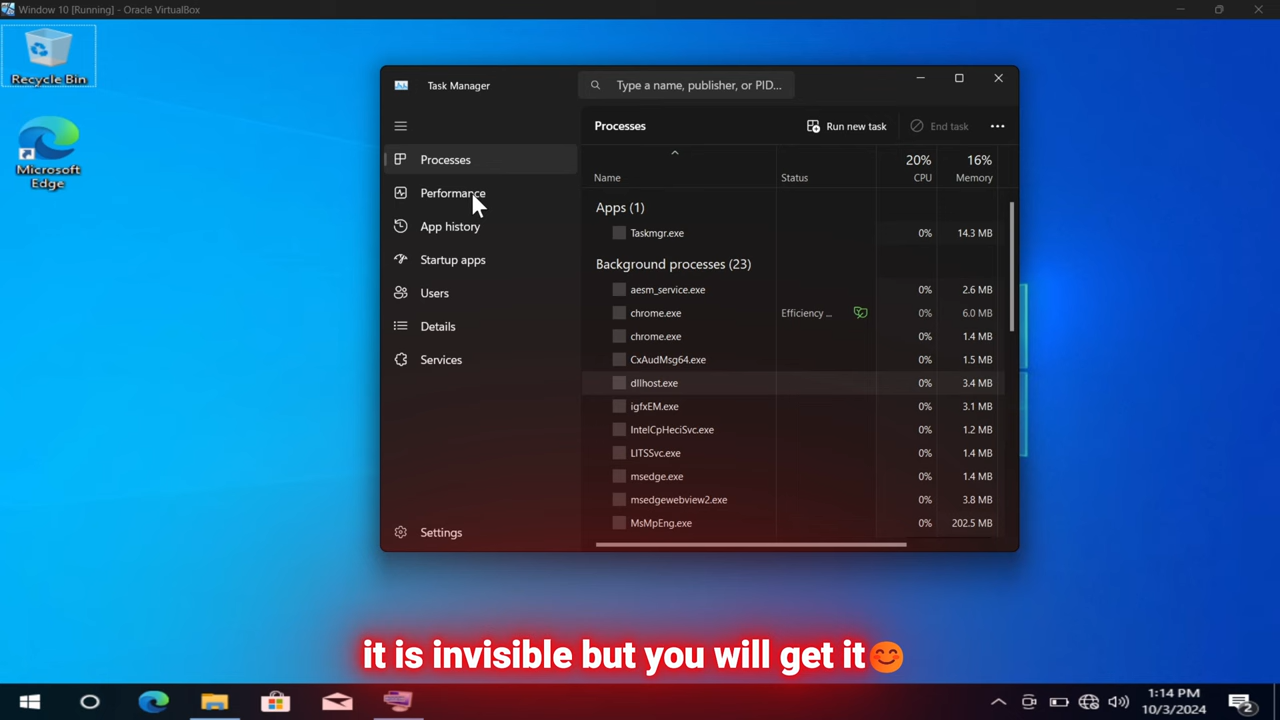 Window 10 [Running] - Oracle VirtualBox
Recycle Bin
Microsoft
Edge
Task Manager
Type a name, publisher, or PID...
Processes
Performance
App history
Startup apps
Users
Details
Services
Settings
Processes
Run new task
End task
20%
16%
Name
Status
CPU
Memory
Apps (1)
Taskmgr.exe 0% 14.3 MB
Background processes (23)
aesm_service.exe 0% 2.6 MB
chrome.exe Efficiency ... 0% 6.0 MB
chrome.exe 0% 1.4 MB
CxAudMsg64.exe 0% 1.5 MB
dllhost.exe 0% 3.4 MB
igfxEM.exe 0% 3.1 MB
IntelCpHeciSvc.exe 0% 1.2 MB
LITSSvc.exe 0% 1.4 MB
msedge.exe 0% 1.4 MB
msedgewebview2.exe 0% 3.8 MB
MsMpEng.exe 0% 202.5 MB
it is invisible but you will get it😊
1:14 PM
10/3/2024
2